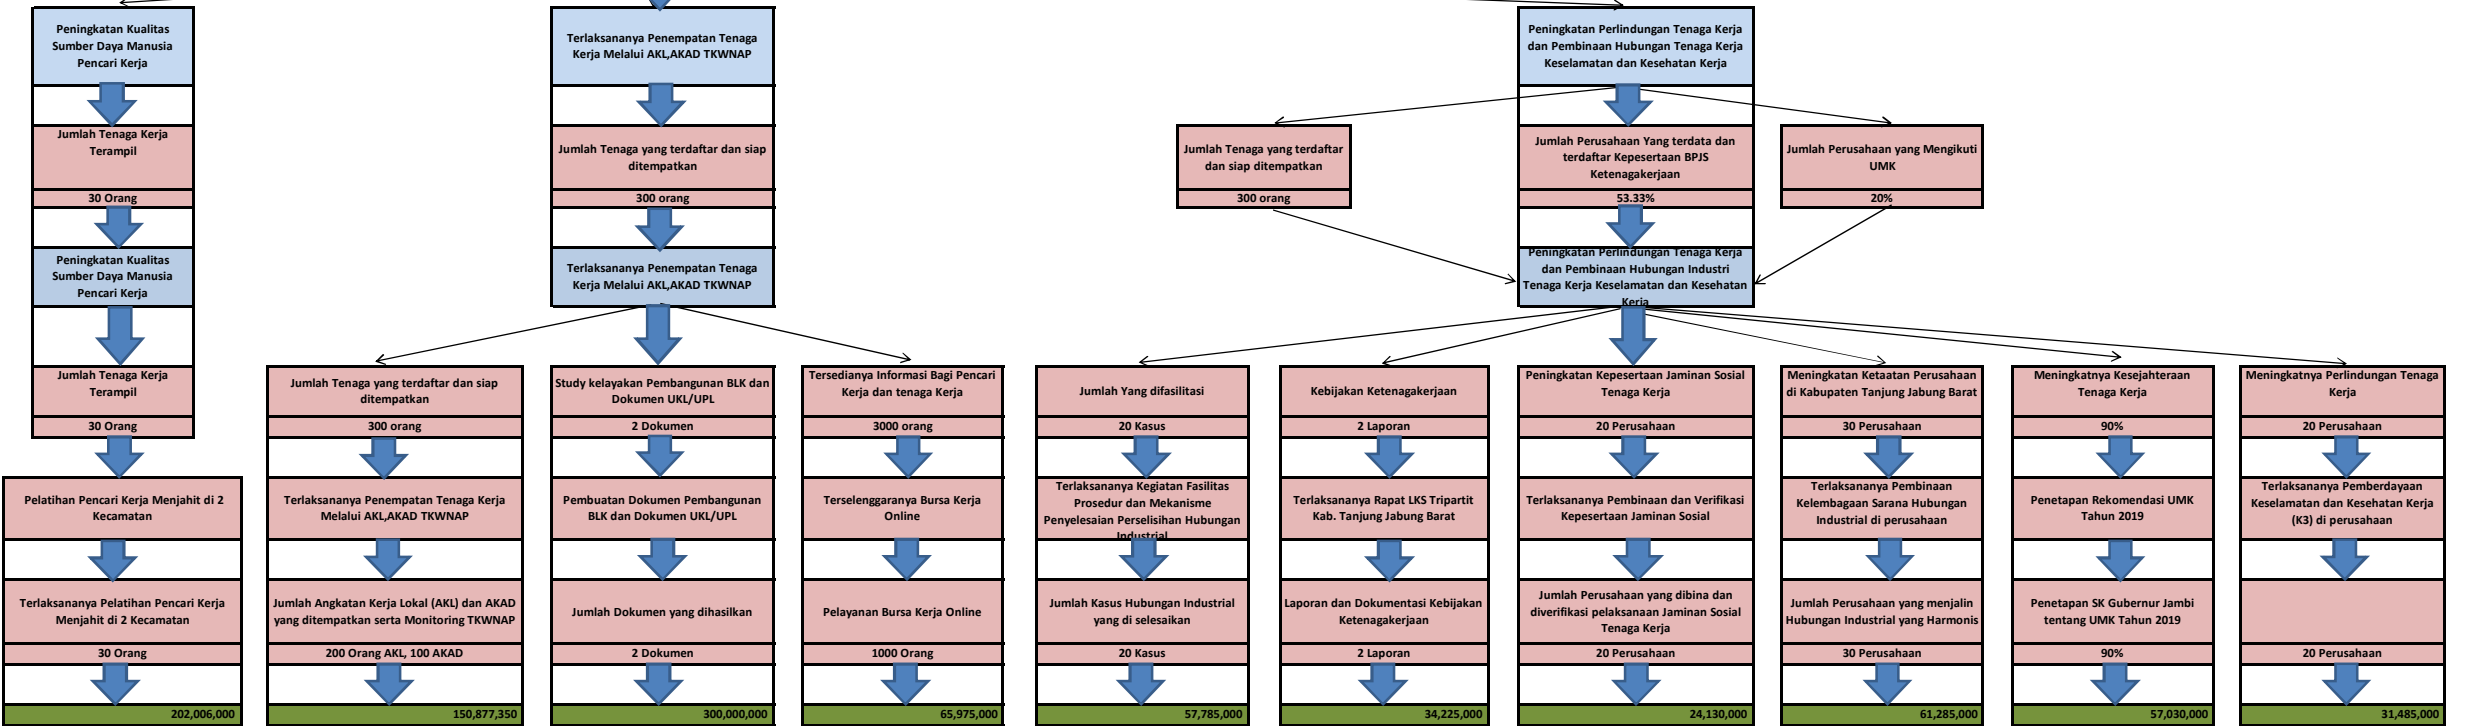 Peningkatan Kualitas
Sumber Daya Manusia
Pencari Kerja
Terlaksananya Penempatan Tenaga
Kerja Melalui AKL,AKAD TKWNAP
Peningkatan Perlindungan Tenaga Kerja
dan Pembinaan Hubungan Tenaga Kerja
Keselamatan dan Kesehatan Kerja
Jumlah Tenaga Kerja
Terampil
30 Orang
Jumlah Tenaga yang terdaftar dan siap
ditempatkan
300 orang
Jumlah Tenaga yang terdaftar
dan siap ditempatkan
300 orang
Jumlah Perusahaan Yang terdata dan
terdaftar Kepesertaan BPJS
Ketenagakerjaan
53.33%
Jumlah Perusahaan yang Mengikuti
UMK
20%
Peningkatan Kualitas
Sumber Daya Manusia
Pencari Kerja
Terlaksananya Penempatan Tenaga
Kerja Melalui AKL,AKAD TKWNAP
Peningkatan Perlindungan Tenaga Kerja
dan Pembinaan Hubungan Industri
Tenaga Kerja Keselamatan dan Kesehatan
Kerja
Jumlah Tenaga Kerja
Terampil
30 Orang
Jumlah Tenaga yang terdaftar dan siap
ditempatkan
300 orang
Study kelayakan Pembangunan BLK dan
Dokumen UKL/UPL
2 Dokumen
Tersedianya Informasi Bagi Pencari
Kerja dan tenaga Kerja
3000 orang
Jumlah Yang difasilitasi
20 Kasus
Kebijakan Ketenagakerjaan
2 Laporan
Peningkatan Kepesertaan Jaminan Sosial
Tenaga Kerja
20 Perusahaan
Meningkatan Ketaatan Perusahaan
di Kabupaten Tanjung Jabung Barat
30 Perusahaan
Meningkatnya Kesejahteraan
Tenaga Kerja
90%
Meningkatnya Perlindungan Tenaga
Kerja
20 Perusahaan
Pelatihan Pencari Kerja Menjahit di 2
Kecamatan
Terlaksananya Penempatan Tenaga Kerja
Melalui AKL,AKAD TKWNAP
Pembuatan Dokumen Pembangunan
BLK dan Dokumen UKL/UPL
Terselenggaranya Bursa Kerja
Online
Terlaksananya Kegiatan Fasilitas
Prosedur dan Mekanisme
Penyelesaian Perselisihan Hubungan
Industrial
Terlaksananya Rapat LKS Tripartit
Kab. Tanjung Jabung Barat
Terlaksananya Pembinaan dan Verifikasi
Kepesertaan Jaminan Sosial
Terlaksananya Pembinaan
Kelembagaan Sarana Hubungan
Industrial di perusahaan
Penetapan Rekomendasi UMK
Tahun 2019
Terlaksananya Pemberdayaan
Keselamatan dan Kesehatan Kerja
(K3) di perusahaan
Terlaksananya Pelatihan Pencari Kerja
Menjahit di 2 Kecamatan
30 Orang
Jumlah Angkatan Kerja Lokal (AKL) dan AKAD
yang ditempatkan serta Monitoring TKWNAP
200 Orang AKL, 100 AKAD
Jumlah Dokumen yang dihasilkan
2 Dokumen
Pelayanan Bursa Kerja Online
1000 Orang
Jumlah Kasus Hubungan Industrial
yang di selesaikan
20 Kasus
Laporan dan Dokumentasi Kebijakan
Ketenagakerjaan
2 Laporan
Jumlah Perusahaan yang dibina dan
diverifikasi pelaksanaan Jaminan Sosial
Tenaga Kerja
20 Perusahaan
Jumlah Perusahaan yang menjalin
Hubungan Industrial yang Harmonis
30 Perusahaan
Penetapan SK Gubernur Jambi
tentang UMK Tahun 2019
90%
20 Perusahaan
202,006,000
150,877,350
300,000,000
65,975,000
57,785,000
34,225,000
24,130,000
61,285,000
57,030,000
31,485,000